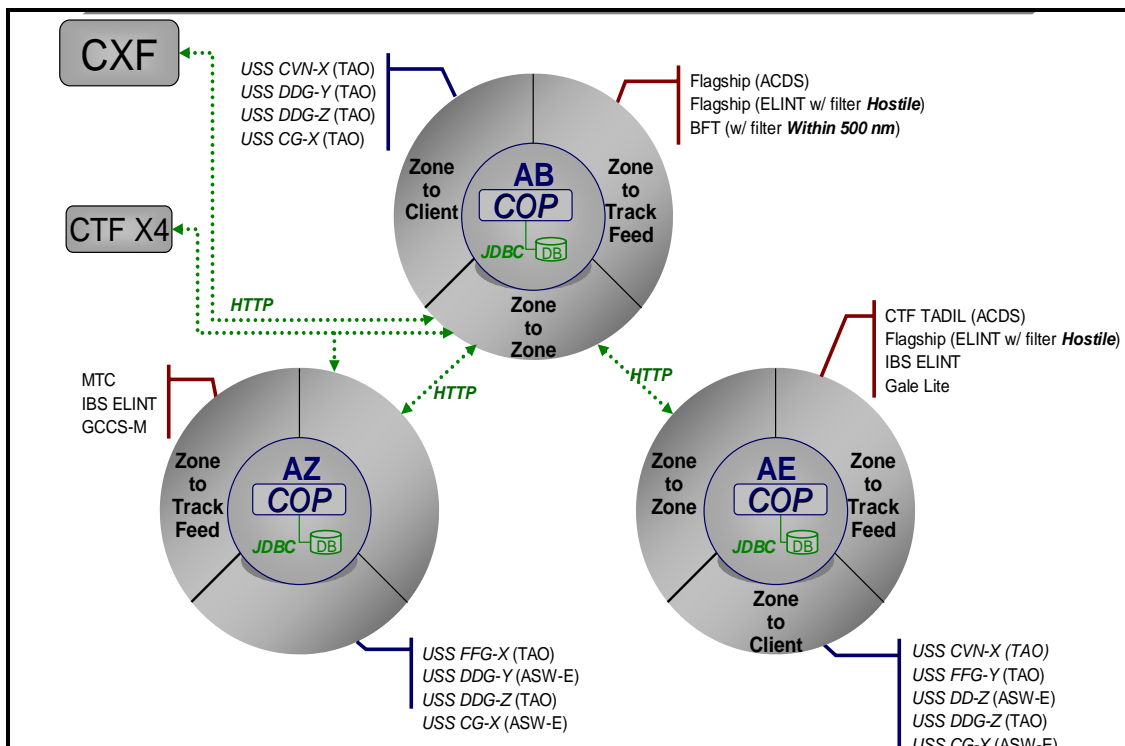 CXF
USS CVN-X (TAO)
USS DDG-Y (TAO)
USS DDG-Z (TAO)
USS CG-X (TAO)
Flagship (ACDS)
Flagship (ELINT w/ filter Hostile)
BFT (w/ filter Within 500 nm)
Zone
to
Client
AB
COP
JDBC
DB
Zone
to
Track
Feed
Zone
to
Zone
CTF X4
HTTP
HTTP
HTTP
MTC
IBS ELINT
GCCS-M
Zone
to
Track
Feed
AZ
COP
JDBC
DB
USS FFG-X (TAO)
USS DDG-Y (ASW-E)
USS DDG-Z (TAO)
USS CG-X (ASW-E)
CTF TADIL (ACDS)
Flagship (ELINT w/ filter Hostile)
IBS ELINT
Gale Lite
Zone
to
Zone
AE
COP
JDBC
DB
Zone
to
Track
Feed
Zone
to
Client
USS CVN-X (TAO)
USS FFG-Y (TAO)
USS DD-Z (ASW-E)
USS DDG-Z (TAO)
USS CG-X (ASW-E)